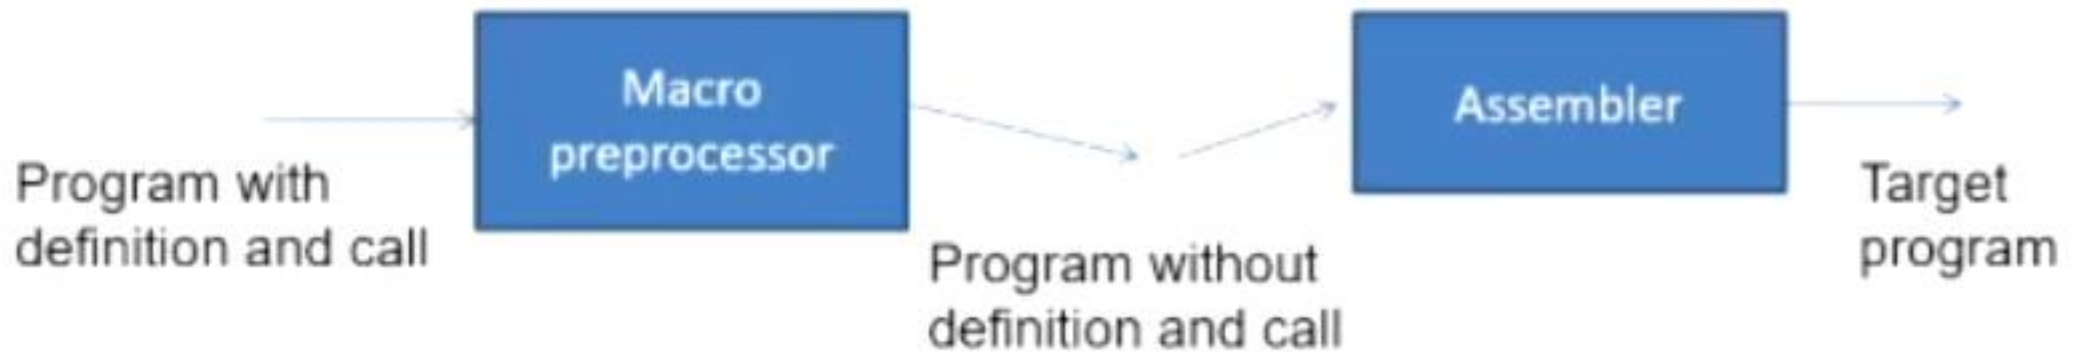 Macro
preprocessor
Assembler
Program with
definition and call
Program without
definition and call
Target
program